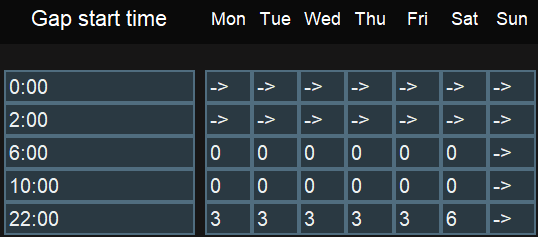 Gap start time Mon Tue Wed Thu Fri Sat Sun
0:00 -> -> -> -> -> -> ->
2:00 -> -> -> -> -> -> ->
6:00 0 0 0 0 0 0 ->
10:00 0 0 0 0 0 0 ->
22:00 3 3 3 3 3 6 ->